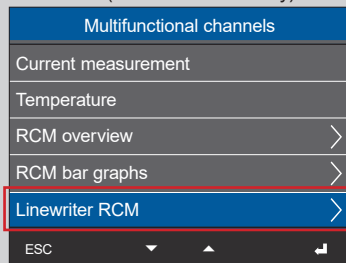 Multifunctional channels
Current measurement
Temperature
RCM overview
RCM bar graphs
Linewriter RCM
ESC